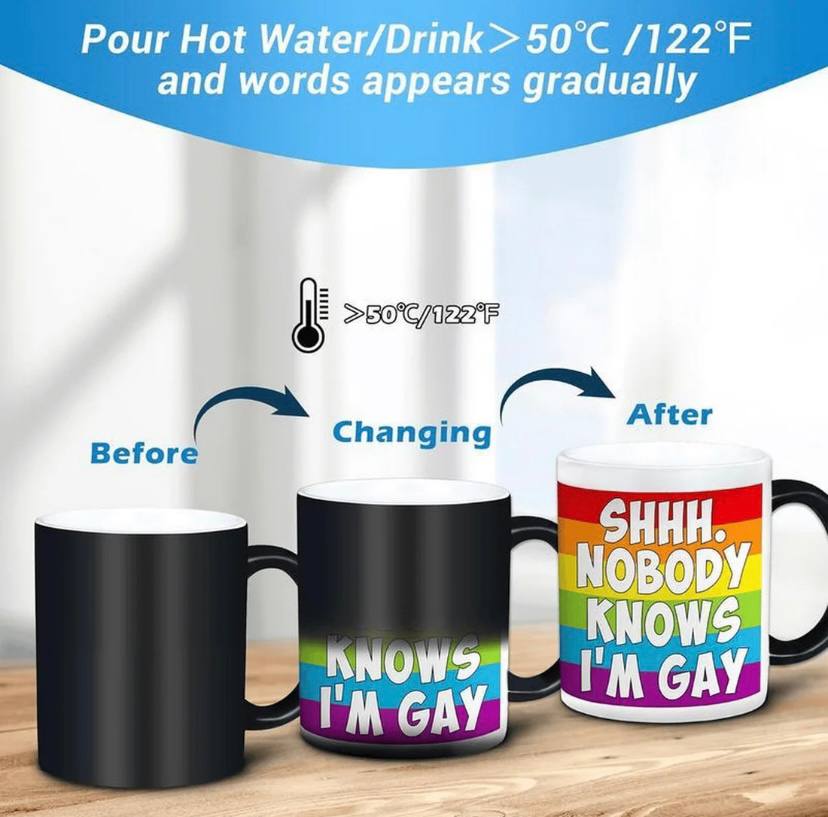 Pour Hot Water/Drink＞50℃ /122℉
and words appears gradually
＞50℃/122℉
Before
Changing
After
KNOWS
I'M GAY
SHHH.
NOBODY
KNOWS
I'M GAY